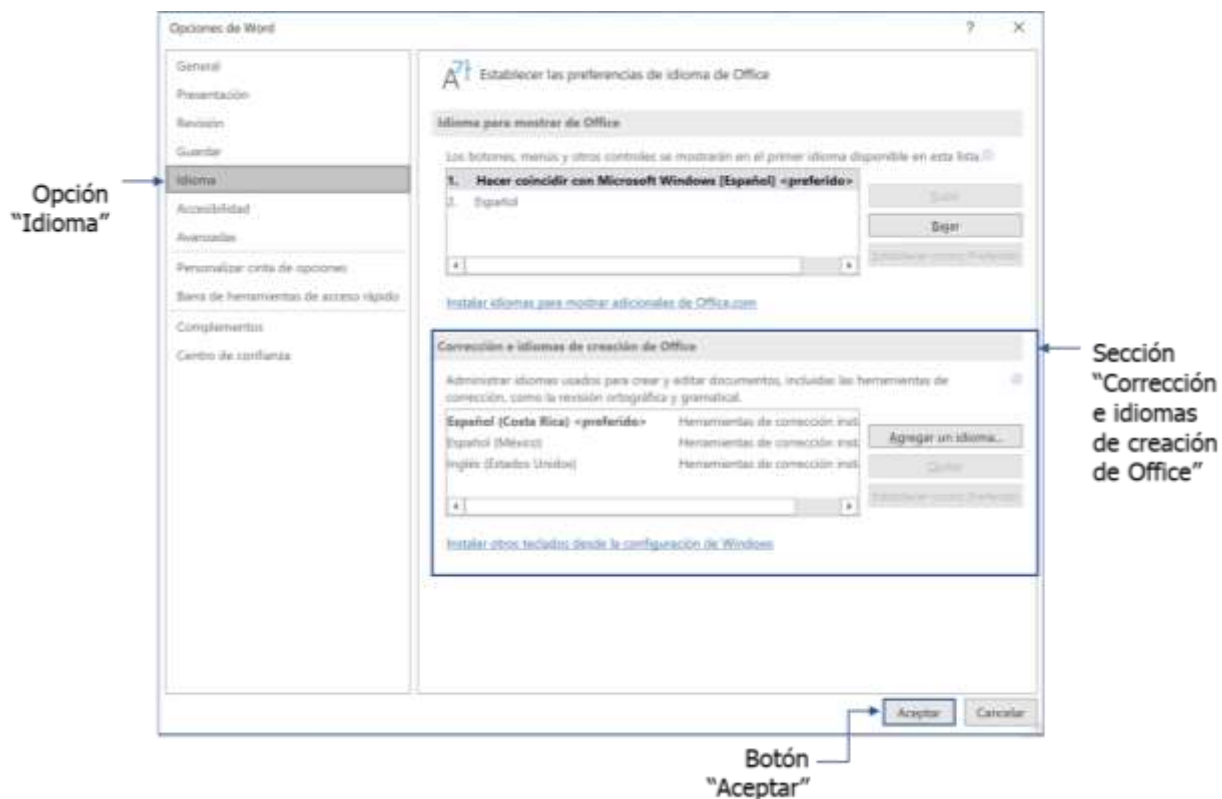 Opciones de Word
? ×
General
Presentación
Revisión
Guardar
Idioma
Accesibilidad
Avanzadas
Personalizar cinta de opciones
Barra de herramientas de acceso rápido
Complementos
Centro de confianza
Establecer las preferencias de idioma de Office
Idioma para mostrar de Office
Los botones, menús y otros controles se mostrarán en el primer idioma disponible en esta lista.
1. Hacer coincidir con Microsoft Windows [Español] <preferido>
2. Español
Subir
Bajar
Establecer como Preferido
Instalar idiomas para mostrar adicionales de Office.com
Corrección e idiomas de creación de Office
Administrar idiomas usados para crear y editar documentos, incluidas las herramientas de
corrección, como la revisión ortográfica y gramatical.
Español (Costa Rica) <preferido> Herramientas de corrección inst
Español (México) Herramientas de corrección inst
Inglés (Estados Unidos) Herramientas de corrección inst
Agregar un idioma...
Quitar
Establecer como Preferido
Instalar otros teclados desde la configuración de Windows
Aceptar
Cancelar
Opción
“Idioma”
Sección
“Corrección
e idiomas
de creación
de Office”
Botón
“Aceptar”